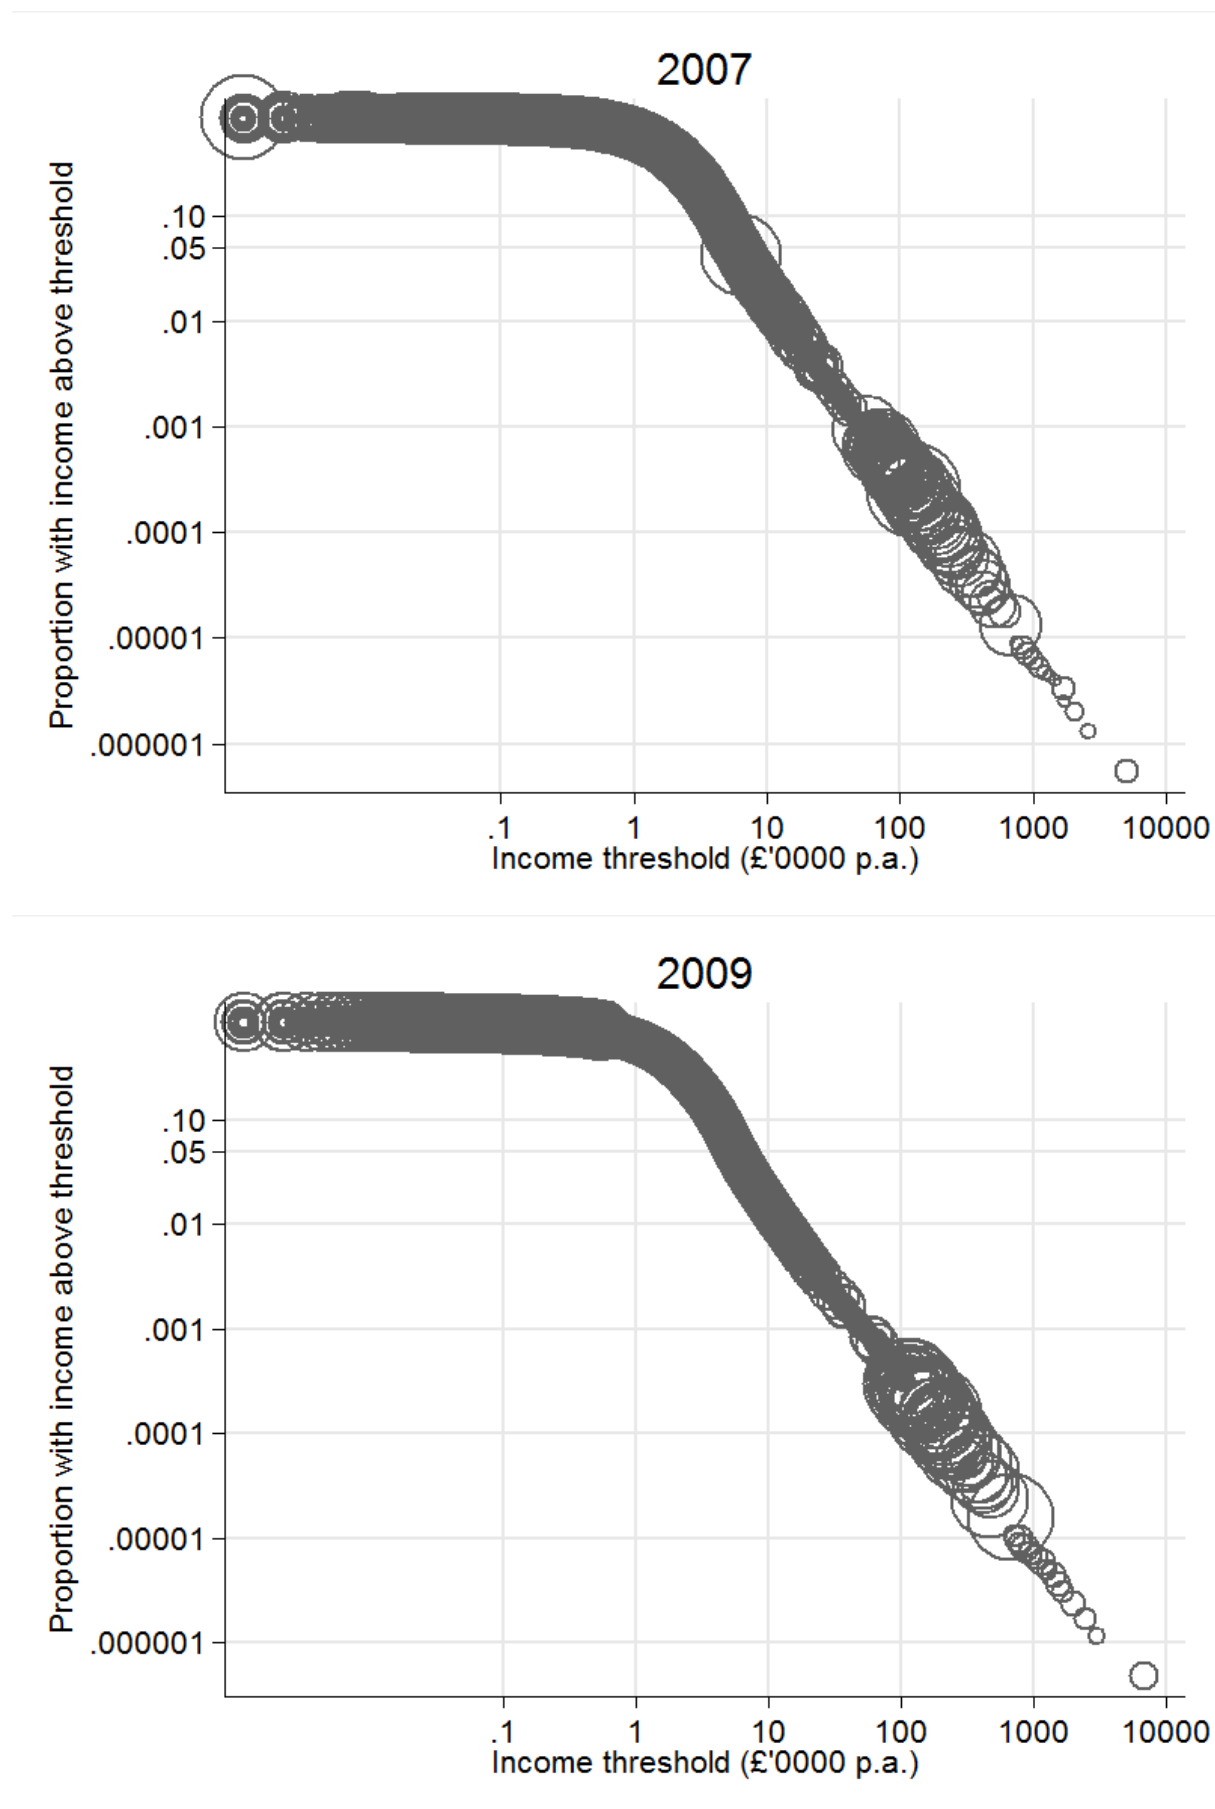 2007
Proportion with income above threshold
.10
.05
.01
.001
.0001
.00001
.000001
.1 1 10 100 1000 10000
Income threshold (£'0000 p.a.)
2009
Proportion with income above threshold
.10
.05
.01
.001
.0001
.00001
.000001
.1 1 10 100 1000 10000
Income threshold (£'0000 p.a.)